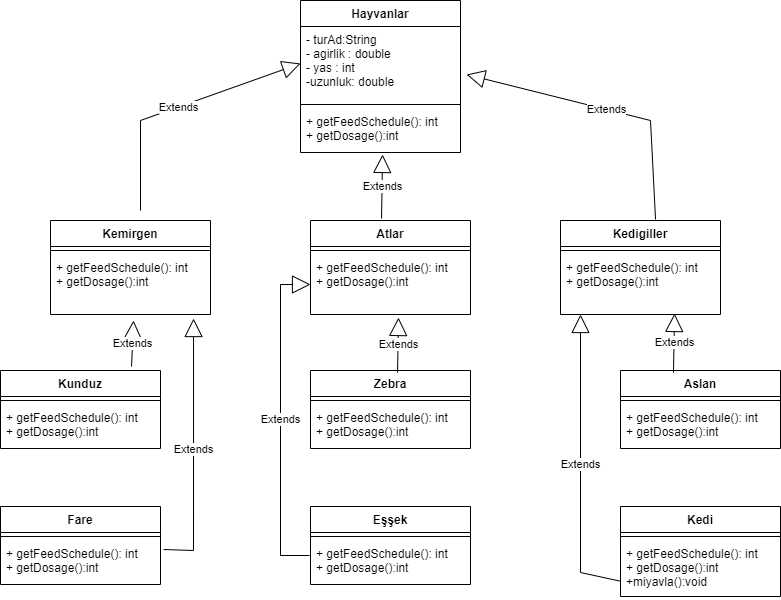 Hayvanlar
- turAd:String
- agirlik : double
- yas : int
-uzunluk: double
+ getFeedSchedule(): int
+ getDosage():int
Extends
Extends
Extends
Kemirgen
+ getFeedSchedule(): int
+ getDosage():int
Atlar
+ getFeedSchedule(): int
+ getDosage():int
Kedigiller
+ getFeedSchedule(): int
+ getDosage():int
Extends
Extends
Extends
Kunduz
+ getFeedSchedule(): int
+ getDosage():int
Zebra
+ getFeedSchedule(): int
+ getDosage():int
Aslan
+ getFeedSchedule(): int
+ getDosage():int
Extends
Extends
Extends
Fare
+ getFeedSchedule(): int
+ getDosage():int
Eşşek
+ getFeedSchedule(): int
+ getDosage():int
Kedi
+ getFeedSchedule(): int
+ getDosage():int
+miyavla():void